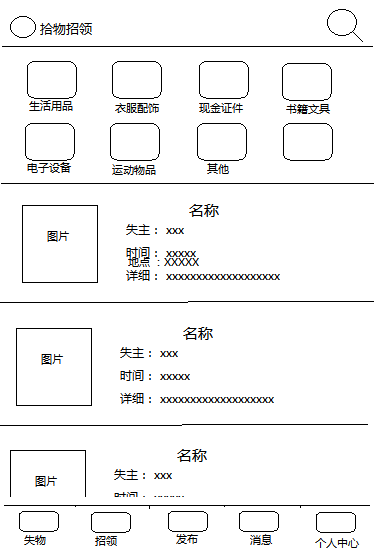 拾物招领
生活用品 衣服配饰 现金证件 书籍文具
电子设备 运动物品 其他
图片
名称
失主： xxx
时间： xxxxx
地点 ：XXXXX
详细： xxxxxxxxxxxxxxxxxxx
图片
名称
失主： xxx
时间： xxxxx
详细： xxxxxxxxxxxxxxxxxxx
图片
名称
失主： xxx
时间： xxxxx
失物 招领 发布 消息 个人中心